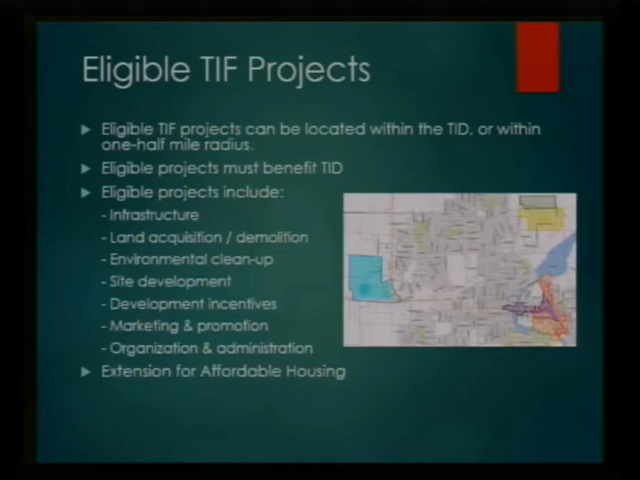 Eligible TIF Projects
Eligible TIF projects can be located within the TID, or within
one-half mile radius.
Eligible projects must benefit TID
Eligible projects include:
- Infrastructure
- Land acquisition / demolition
- Environmental clean-up
- Site development
- Development incentives
- Marketing & promotion
- Organization & administration
Extension for Affordable Housing